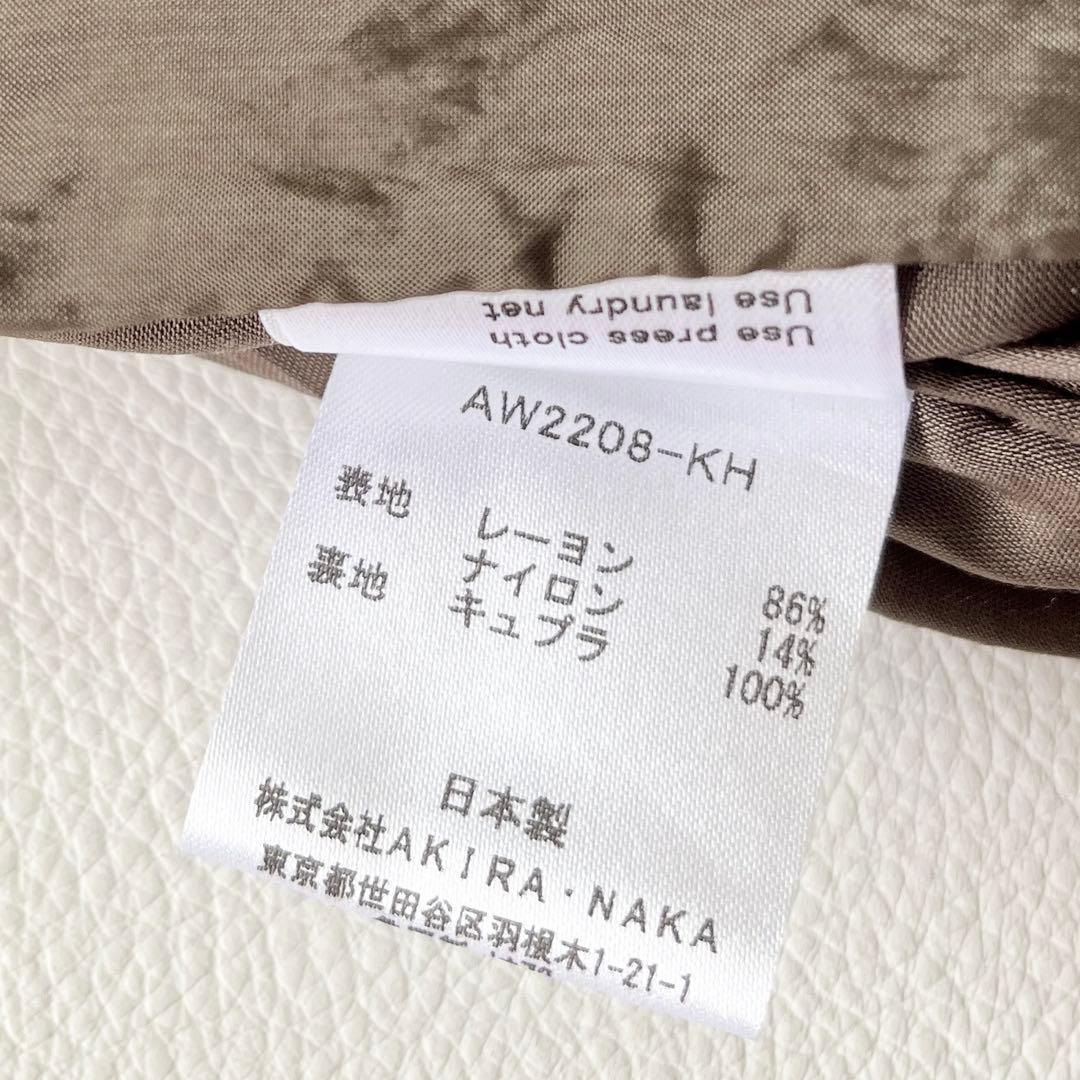 Use laundry net
Use press cloth
AW2208-KH
表地 レーヨン 86%
ナイロン 14%
裏地 キュプラ 100%
日本製
株式会社AKIRA・NAKA
東京都世田谷区羽根木1-21-1